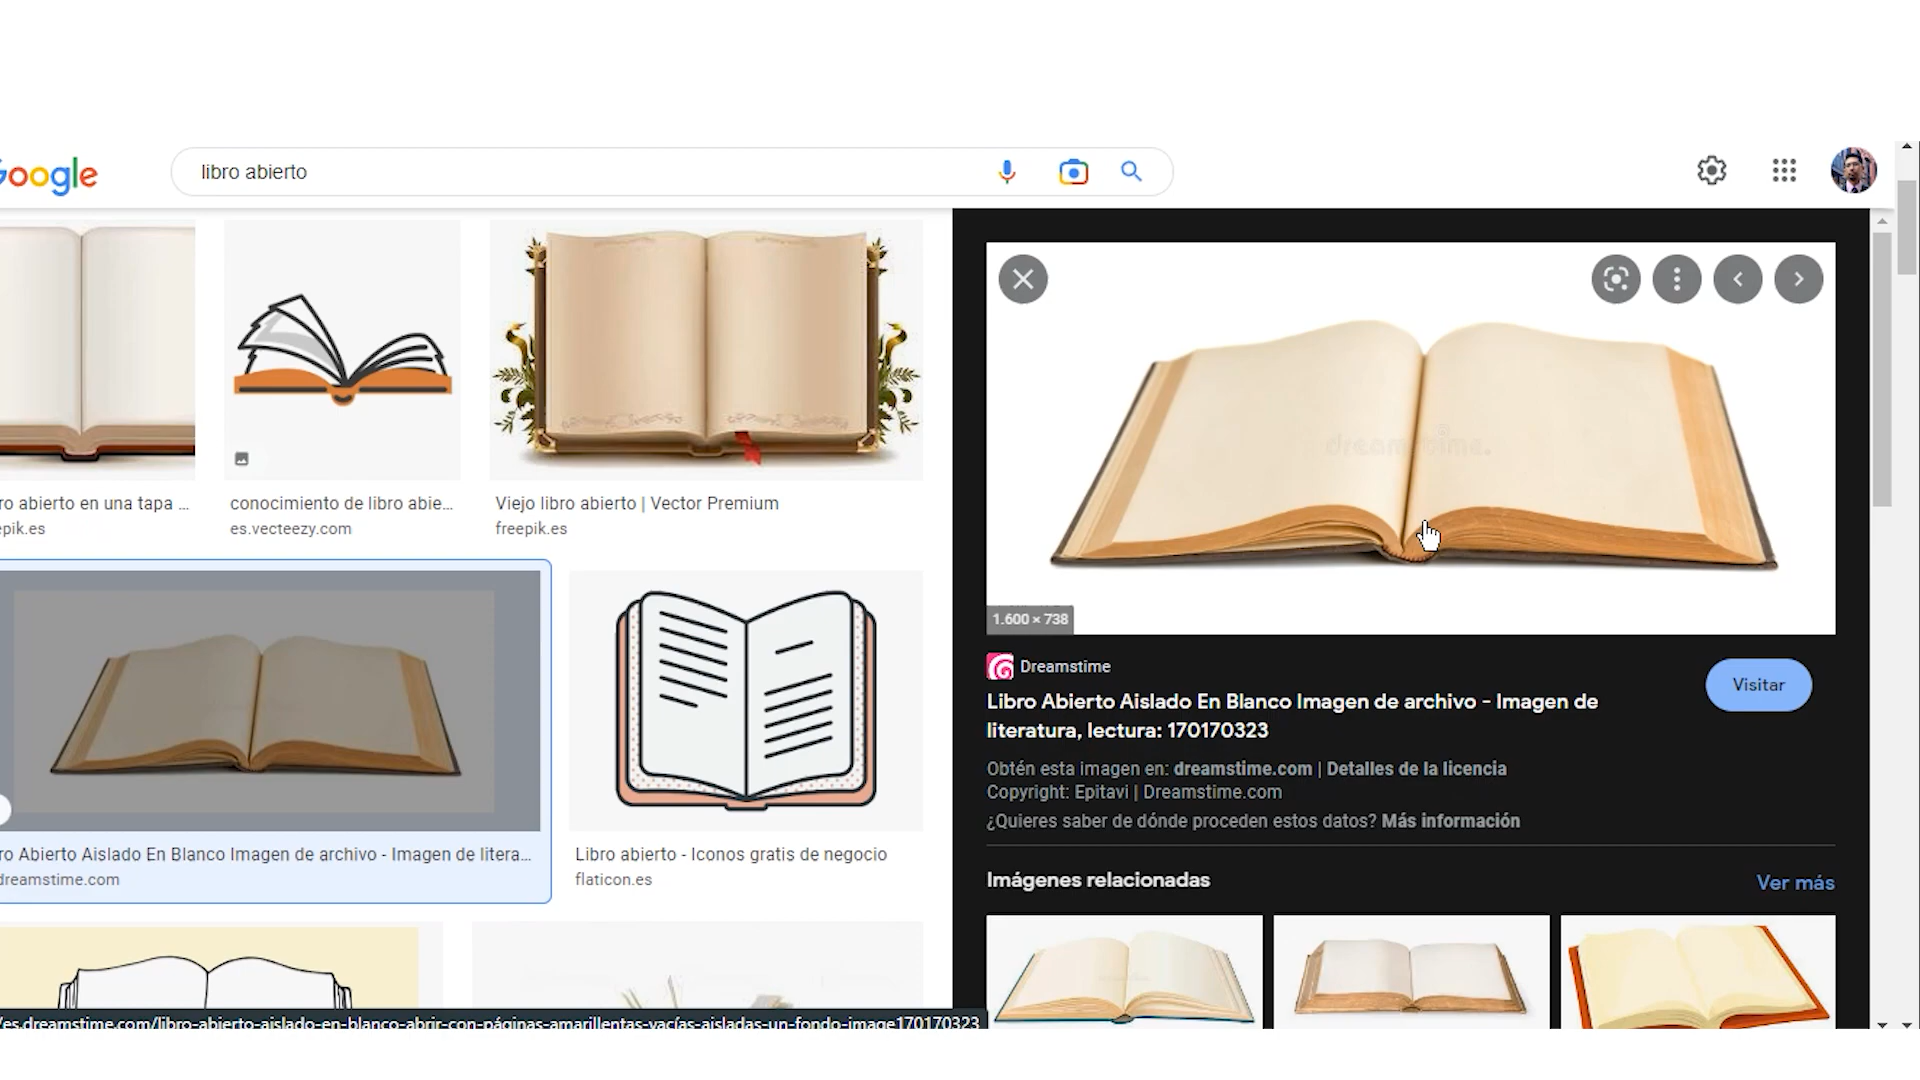 Google
libro abierto
ro abierto en una tapa ...
epik.es
conocimiento de libro abie...
es.vecteezy.com
Viejo libro abierto | Vector Premium
freepik.es
ro Abierto Aislado En Blanco Imagen de archivo - Imagen de litera...
dreamstime.com
Libro abierto - Iconos gratis de negocio
flaticon.es
/es.dreamstime.com/libro-abierto-aislado-en-blanco-abrir-con-páginas-amarillentas-vacías-aisladas-un-fondo-image170170323
dreamstime.
1.600 × 738
Dreamstime
Visitar
Libro Abierto Aislado En Blanco Imagen de archivo - Imagen de
literatura, lectura: 170170323
Obtén esta imagen en: dreamstime.com | Detalles de la licencia
Copyright: Epitavi | Dreamstime.com
¿Quieres saber de dónde proceden estos datos? Más información
Imágenes relacionadas
Ver más